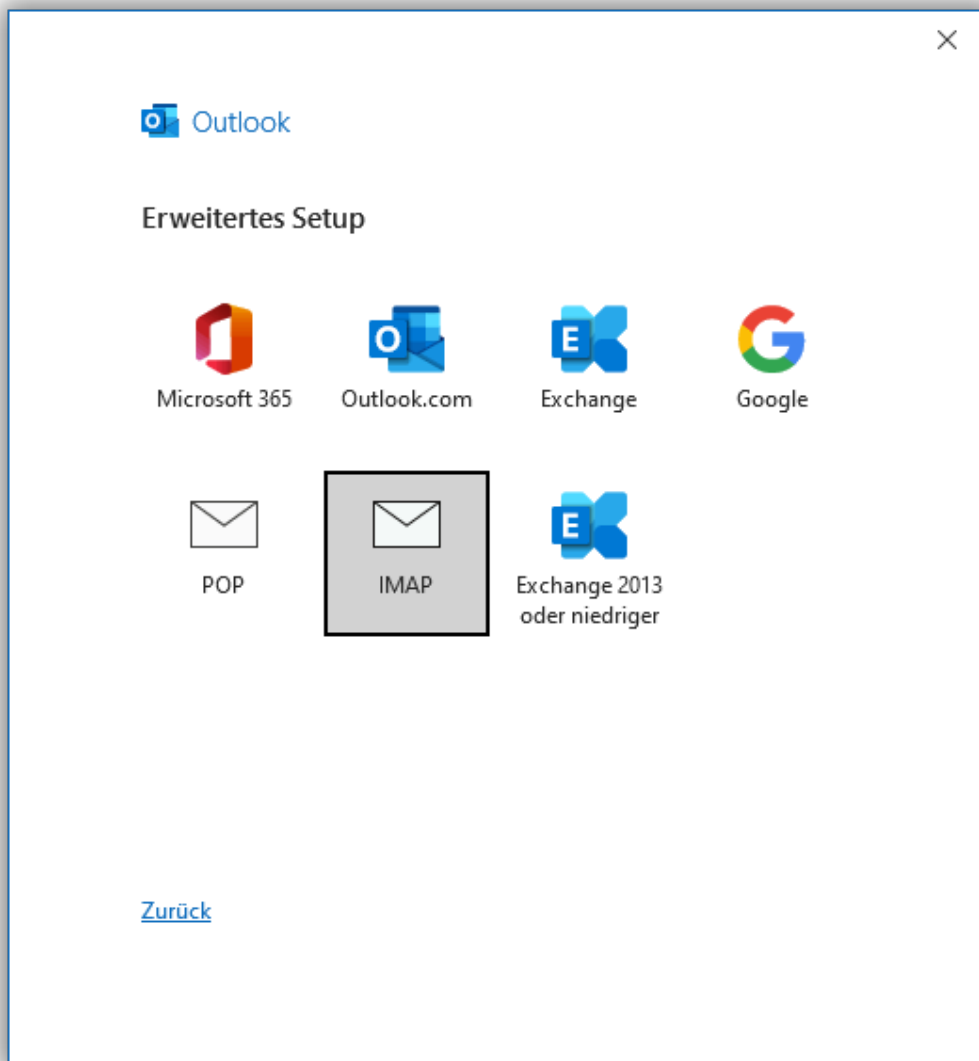 Outlook
Erweitertes Setup
Microsoft 365
Outlook.com
Exchange
Google
POP
IMAP
Exchange 2013
oder niedriger
Zurück